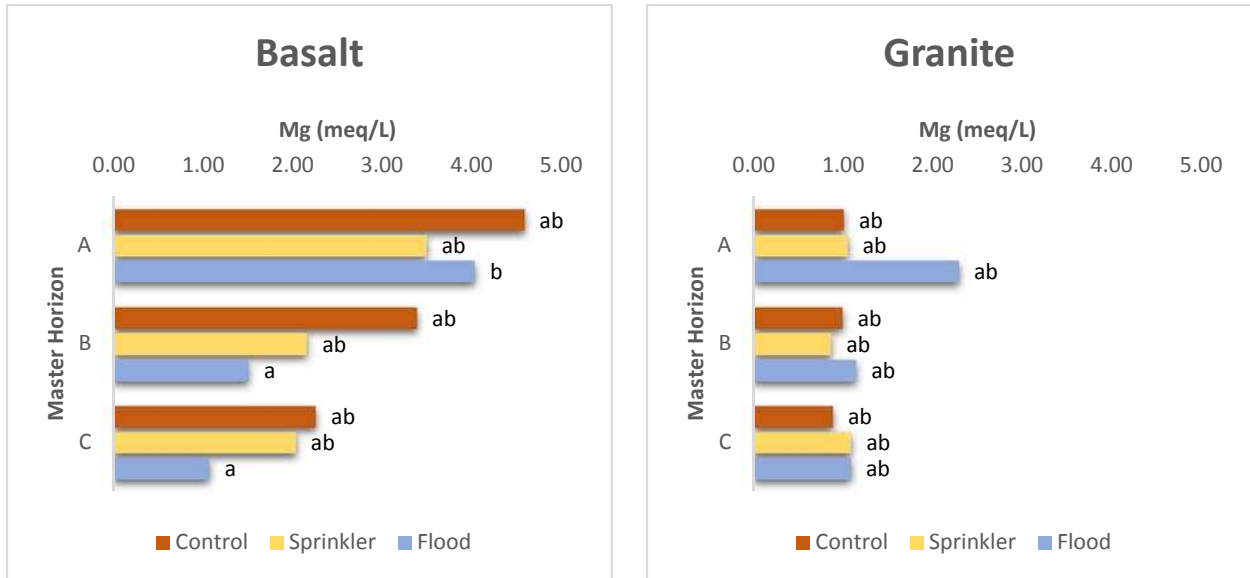 Basalt
Mg (meq/L)
0.00 1.00 2.00 3.00 4.00 5.00
Master Horizon
A
ab
ab
b
B
ab
ab
a
C
ab
ab
a
Control Sprinkler Flood
Granite
Mg (meq/L)
0.00 1.00 2.00 3.00 4.00 5.00
Master Horizon
A
ab
ab
ab
B
ab
ab
ab
C
ab
ab
ab
Control Sprinkler Flood